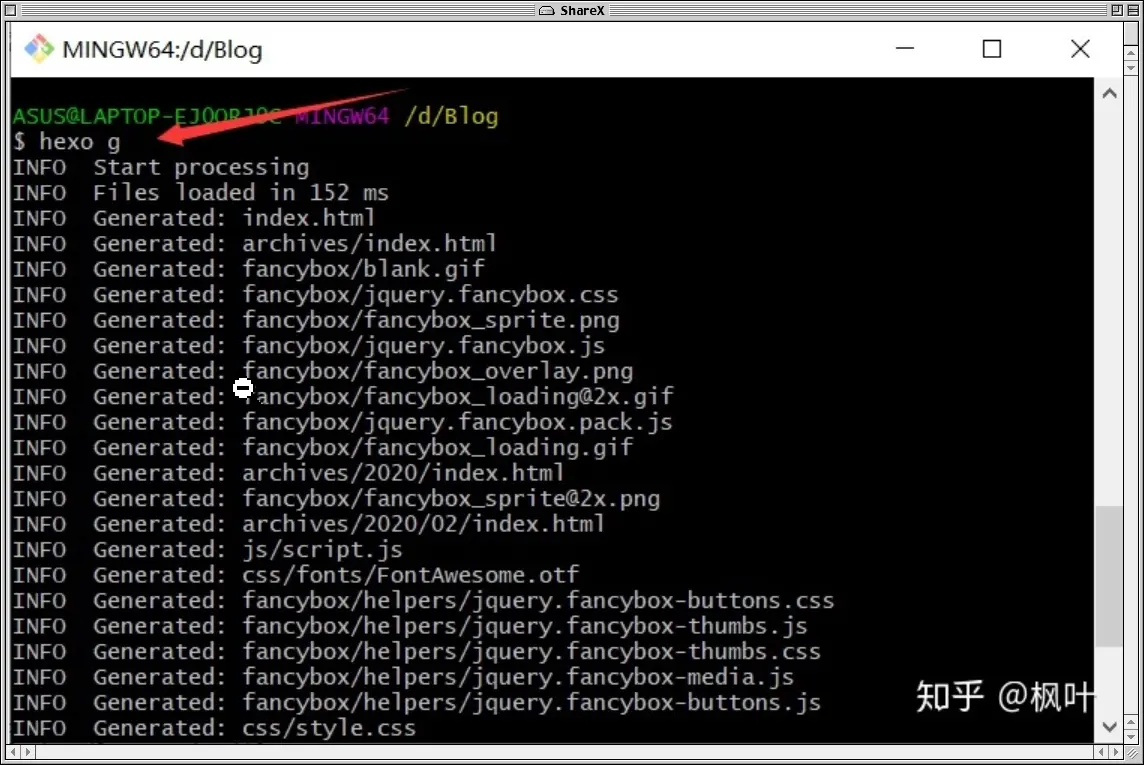 ShareX
MINGW64:/d/Blog
MINGW64 /d/Blog
$ hexo g
INFO  Start processing
INFO  Files loaded in 152 ms
INFO  Generated: index.html
INFO  Generated: archives/index.html
INFO  Generated: fancybox/blank.gif
INFO  Generated: fancybox/jquery.fancybox.css
INFO  Generated: fancybox/fancybox_sprite.png
INFO  Generated: fancybox/jquery.fancybox.js
INFO  Generated: fancybox/fancybox_overlay.png
INFO  Generated: fancybox/fancybox_loading@2x.gif
INFO  Generated: fancybox/jquery.fancybox.pack.js
INFO  Generated: fancybox/fancybox_loading.gif
INFO  Generated: archives/2020/index.html
INFO  Generated: fancybox/fancybox_sprite@2x.png
INFO  Generated: archives/2020/02/index.html
INFO  Generated: js/script.js
INFO  Generated: css/fonts/FontAwesome.otf
INFO  Generated: fancybox/helpers/jquery.fancybox-buttons.css
INFO  Generated: fancybox/helpers/jquery.fancybox-thumbs.js
INFO  Generated: fancybox/helpers/jquery.fancybox-thumbs.css
INFO  Generated: fancybox/helpers/jquery.fancybox-media.js
INFO  Generated: fancybox/helpers/jquery.fancybox-buttons.js
INFO  Generated: css/style.css
知乎 @枫叶